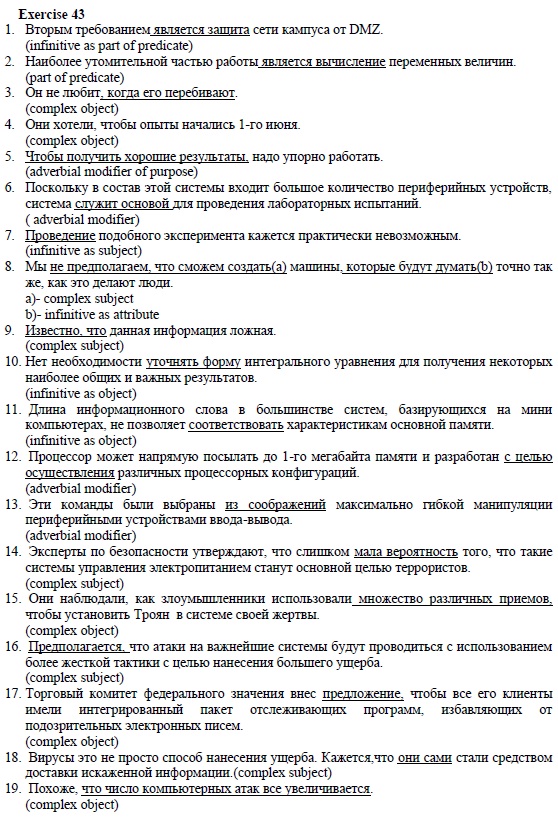 Exercise 43
1. Вторым требованием является защита сети кампуса от DMZ.
(infinitive as part of predicate)
2. Наиболее утомительной частью работы является вычисление переменных величин.
(part of predicate)
3. Он не любит, когда его перебивают.
(complex object)
4. Они хотели, чтобы опыты начались 1-го июня.
(complex object)
5. Чтобы получить хорошие результаты, надо упорно работать.
(adverbial modifier of purpose)
6. Поскольку в состав этой системы входит большое количество периферийных устройств,
система служит основой для проведения лабораторных испытаний.
( adverbial modifier)
7. Проведение подобного эксперимента кажется практически невозможным.
(infinitive as subject)
8. Мы не предполагаем, что сможем создать(a) машины, которые будут думать(b) точно так
же, как это делают люди.
a)- complex subject
b)- infinitive as attribute
9. Известно, что данная информация ложная.
(complex subject)
10. Нет необходимости уточнять форму интегрального уравнения для получения некоторых
наиболее общих и важных результатов.
(infinitive as object)
11. Длина информационного слова в большинстве систем, базирующихся на мини
компьютерах, не позволяет соответствовать характеристикам основной памяти.
(infinitive as object)
12. Процессор может напрямую посылать до 1-го мегабайта памяти и разработан с целью
осуществления различных процессорных конфигураций.
(adverbial modifier)
13. Эти команды были выбраны из соображений максимально гибкой манипуляции
периферийными устройствами ввода-вывода.
(adverbial modifier)
14. Эксперты по безопасности утверждают, что слишком мала вероятность того, что такие
системы управления электропитанием станут основной целью террористов.
(complex subject)
15. Они наблюдали, как злоумышленники использовали множество различных приемов,
чтобы установить Троян в системе своей жертвы.
(complex object)
16. Предполагается, что атаки на важнейшие системы будут проводиться с использованием
более жесткой тактики с целью нанесения большего ущерба.
(complex subject)
17. Торговый комитет федерального значения внес предложение, чтобы все его клиенты
имели интегрированный пакет отслеживающих программ, избавляющих от
подозрительных электронных писем.
(complex object)
18. Вирусы это не просто способ нанесения ущерба. Кажется,что они сами стали средством
доставки искаженной информации.(complex subject)
19. Похоже, что число компьютерных атак все увеличивается.
(complex object)